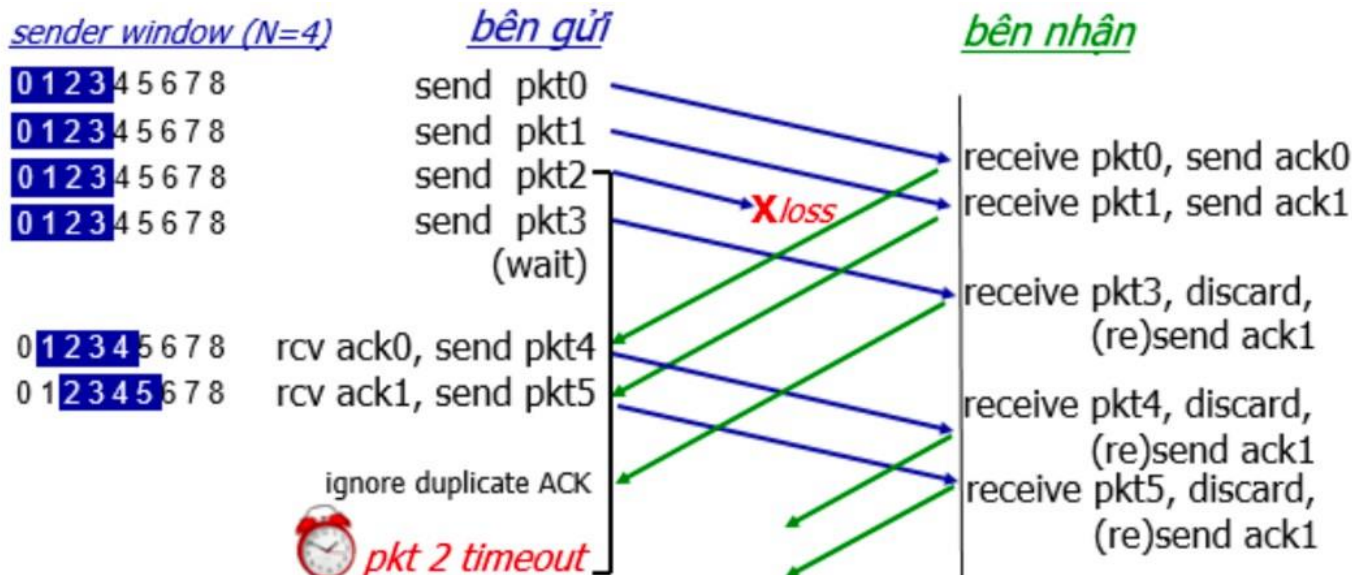 sender window (N=4)
bên gửi
bên nhận
0 1 2 3 4 5 6 7 8
send pkt0
0 1 2 3 4 5 6 7 8
send pkt1
0 1 2 3 4 5 6 7 8
send pkt2
0 1 2 3 4 5 6 7 8
send pkt3
(wait)
X loss
receive pkt0, send ack0
receive pkt1, send ack1
receive pkt3, discard,
(re)send ack1
0 1 2 3 4 5 6 7 8
rcv ack0, send pkt4
0 1 2 3 4 5 6 7 8
rcv ack1, send pkt5
receive pkt4, discard,
(re)send ack1
receive pkt5, discard,
(re)send ack1
ignore duplicate ACK
pkt 2 timeout